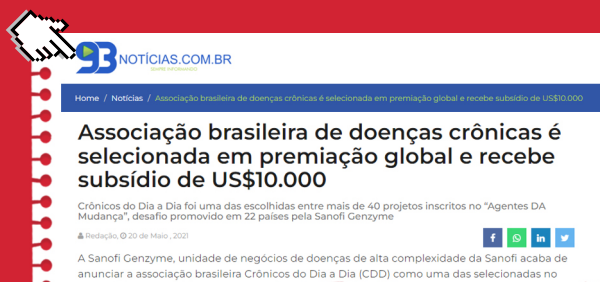 93 NOTÍCIAS.COM.BR
SEMPRE INFORMANDO!
Home / Notícias / Associação brasileira de doenças crônicas é selecionada em premiação global e recebe subsídio de US$10.000
Associação brasileira de doenças crônicas é
selecionada em premiação global e recebe
subsídio de US$10.000
Crônicos do Dia a Dia foi uma das escolhidas entre mais de 40 projetos inscritos no “Agentes DA
Mudança”, desafio promovido em 22 países pela Sanofi Genzyme
Redação, 20 de Maio , 2021
A Sanofi Genzyme, unidade de negócios de doenças de alta complexidade da Sanofi acaba de
anunciar a associação brasileira Crônicos do Dia a Dia (CDD) como uma das selecionadas no